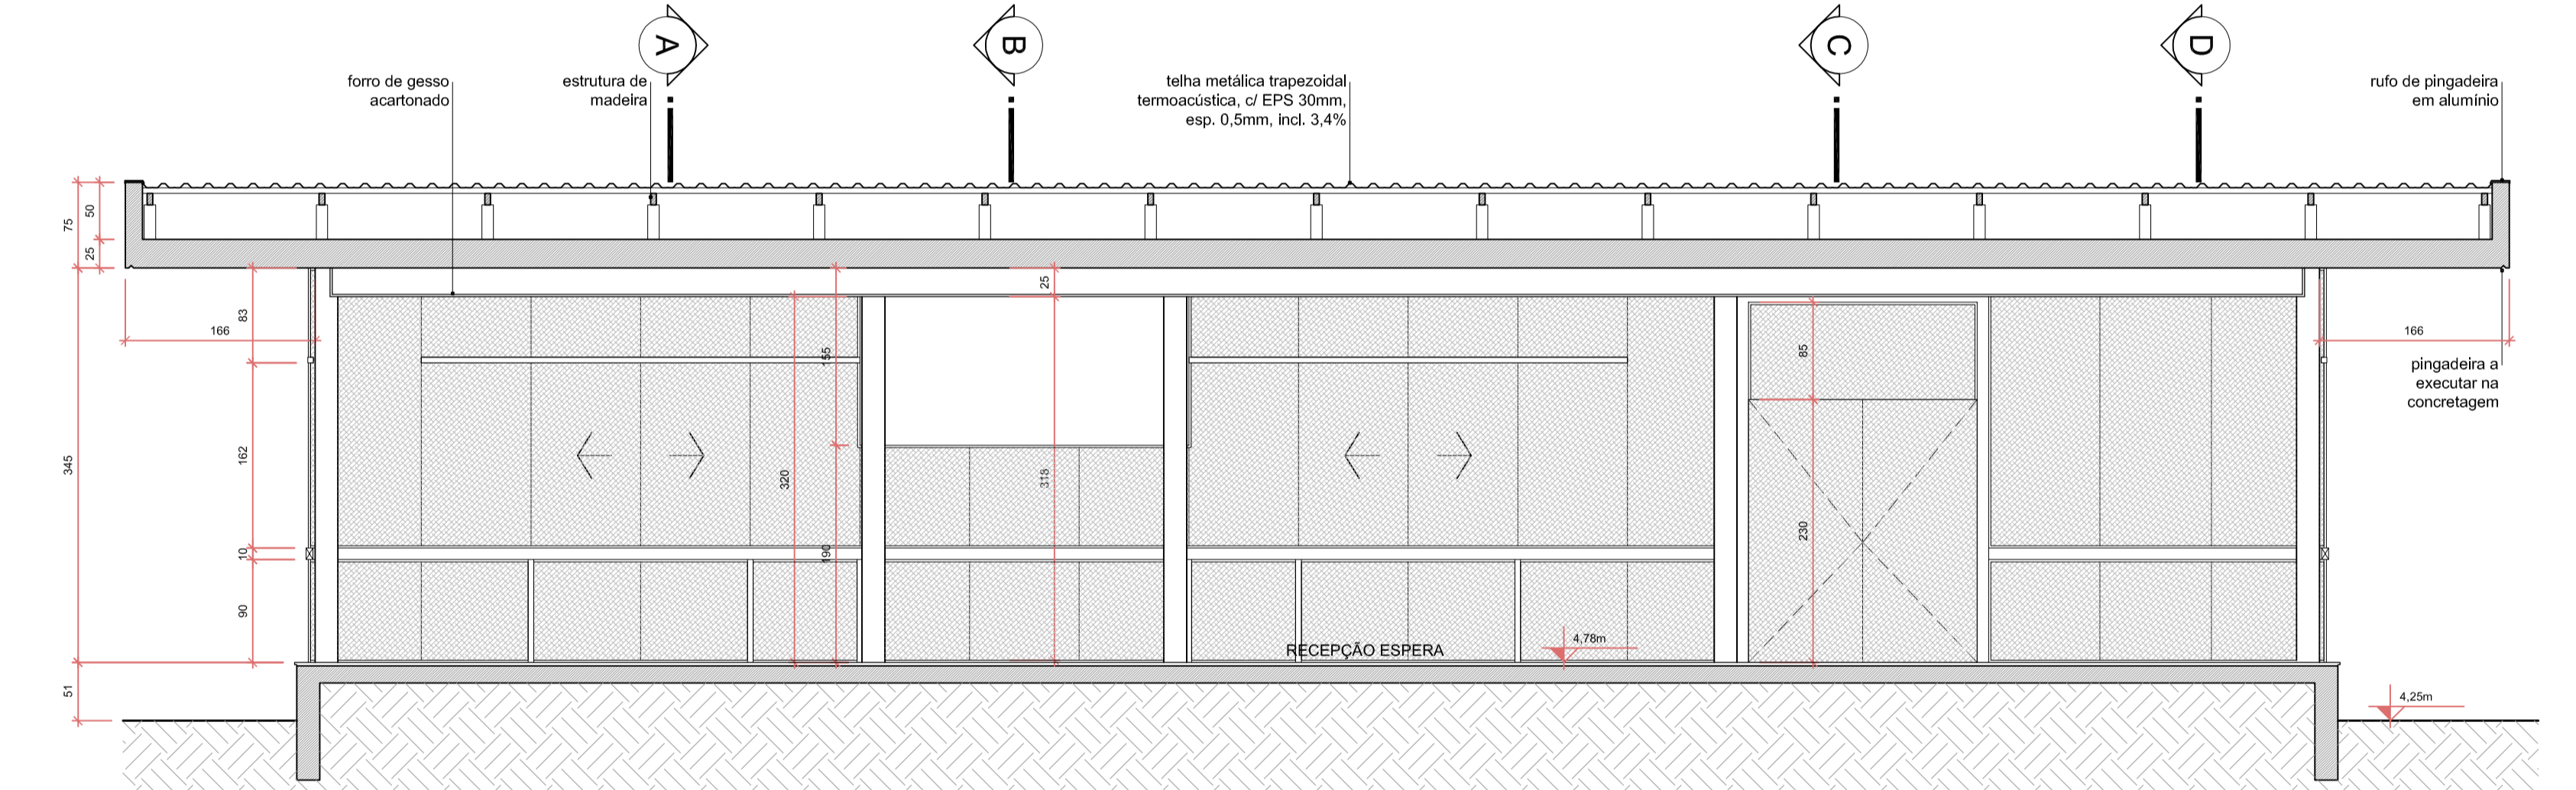 A
B
C
D
forro de gesso
acartonado
estrutura de
madeira
telha metálica trapezoidal
termoacústica, c/ EPS 30mm,
esp. 0,5mm, incl. 3,4%
rufo de pingadeira
em alumínio
75
50
25
25
83
166
155
85
166
pingadeira a
executar na
concretagem
345
162
320
313
230
10
190
90
RECEPÇÃO ESPERA
4,78m
51
4,25m